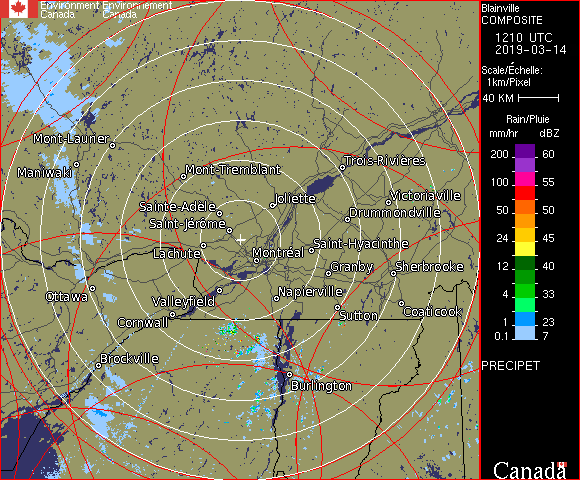 Environment Environnement
Canada Canada
Blainville
COMPOSITE
1210 UTC
2019-03-14
Scale/Échelle:
1km/Pixel
40 KM
Rain/Pluie
mm/hr dBZ
200 60
150 57
100 55
50 50
24 45
12 40
4 33
1 23
0.1 7
PRECIPET
Mont-Laurier
Maniwaki
Mont-Tremblant
Trois-Rivières
Sainte-Adèle
Joliette
Victoriaville
Saint-Jérôme
Drummondville
Lachute
Montréal
Saint-Hyacinthe
Granby
Sherbrooke
Ottawa
Valleyfield
Napierville
Cornwall
Sutton
Coaticook
Brockville
Burlington
Canada